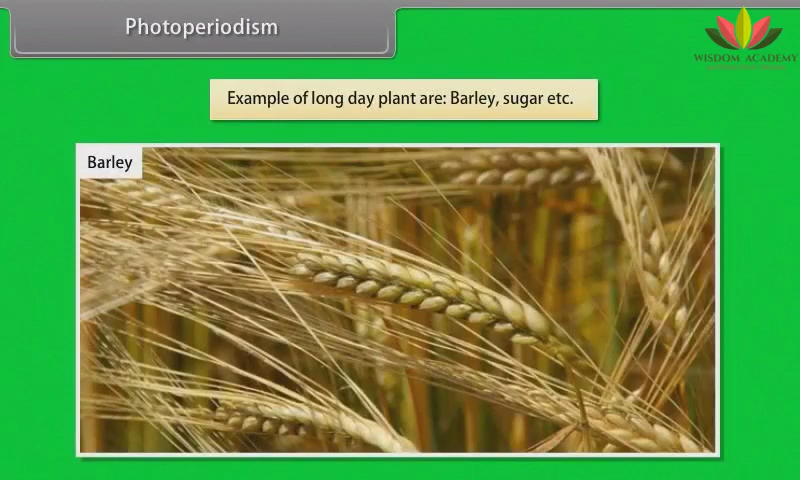 Photoperiodism
WISDOM ACADEMY
Example of long day plant are: Barley, sugar etc.
Barley